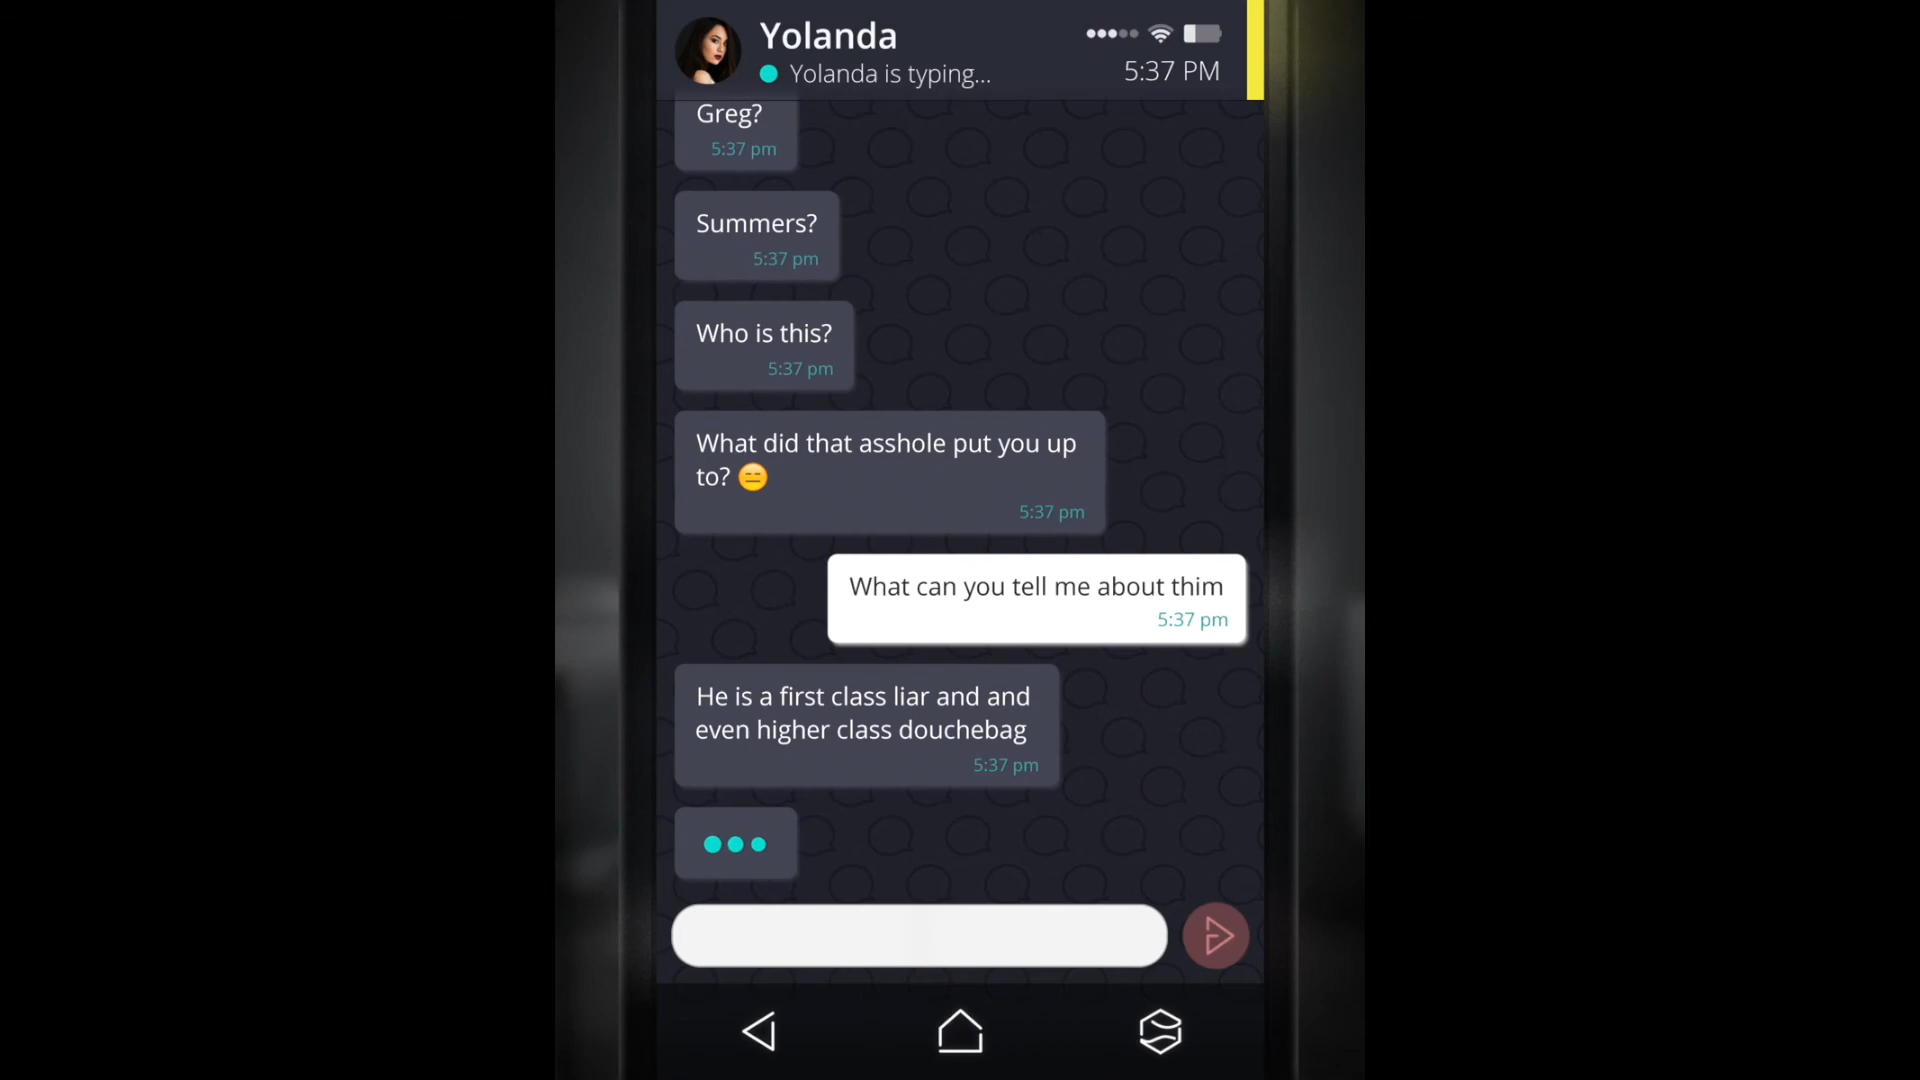 Yolanda
Yolanda is typing...
5:37 PM
Greg?
5:37 pm
Summers?
5:37 pm
Who is this?
5:37 pm
What did that asshole put you up
to? 😑
5:37 pm
What can you tell me about thim
5:37 pm
He is a first class liar and and
even higher class douchebag
5:37 pm